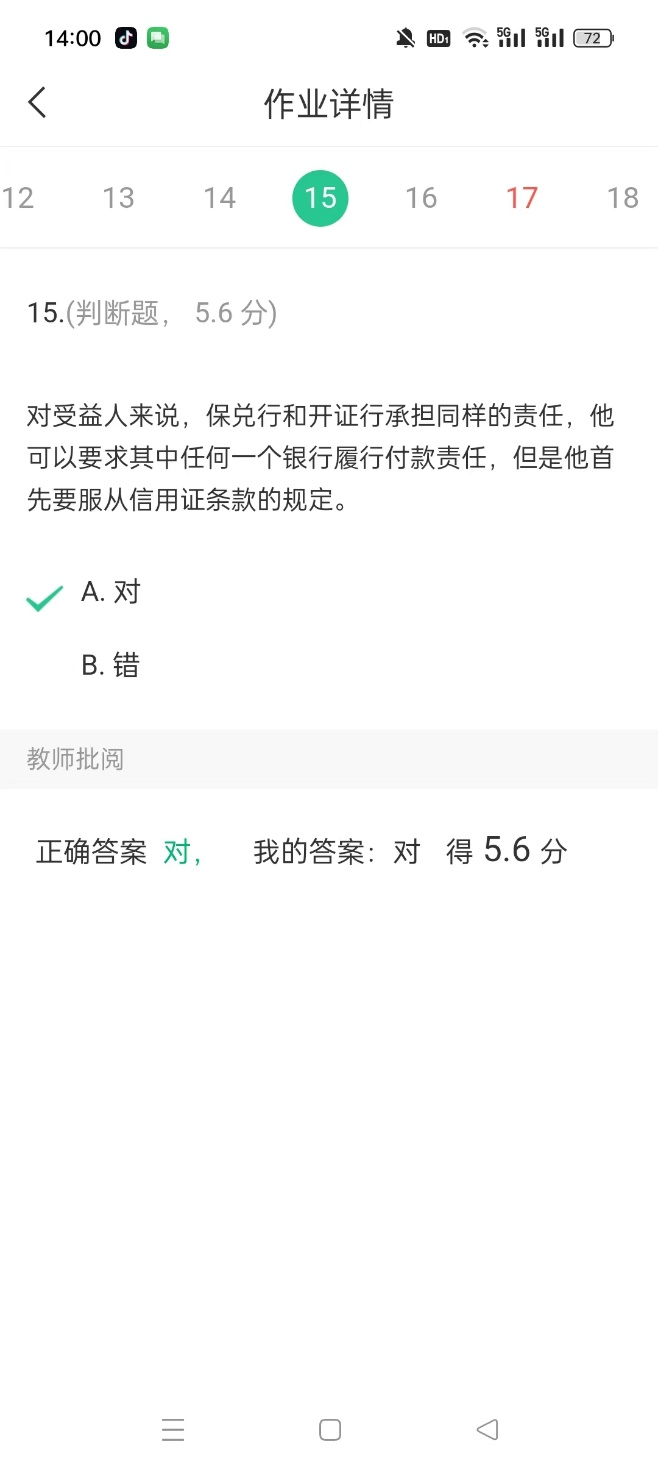 14:00 HD1 5G 5G 72
作业详情
12 13 14 15 16 17 18
15.(判断题， 5.6 分)
对受益人来说，保兑行和开证行承担同样的责任，他
可以要求其中任何一个银行履行付款责任，但是他首
先要服从信用证条款的规定。
A. 对
B. 错
教师批阅
正确答案 对， 我的答案：对 得 5.6 分